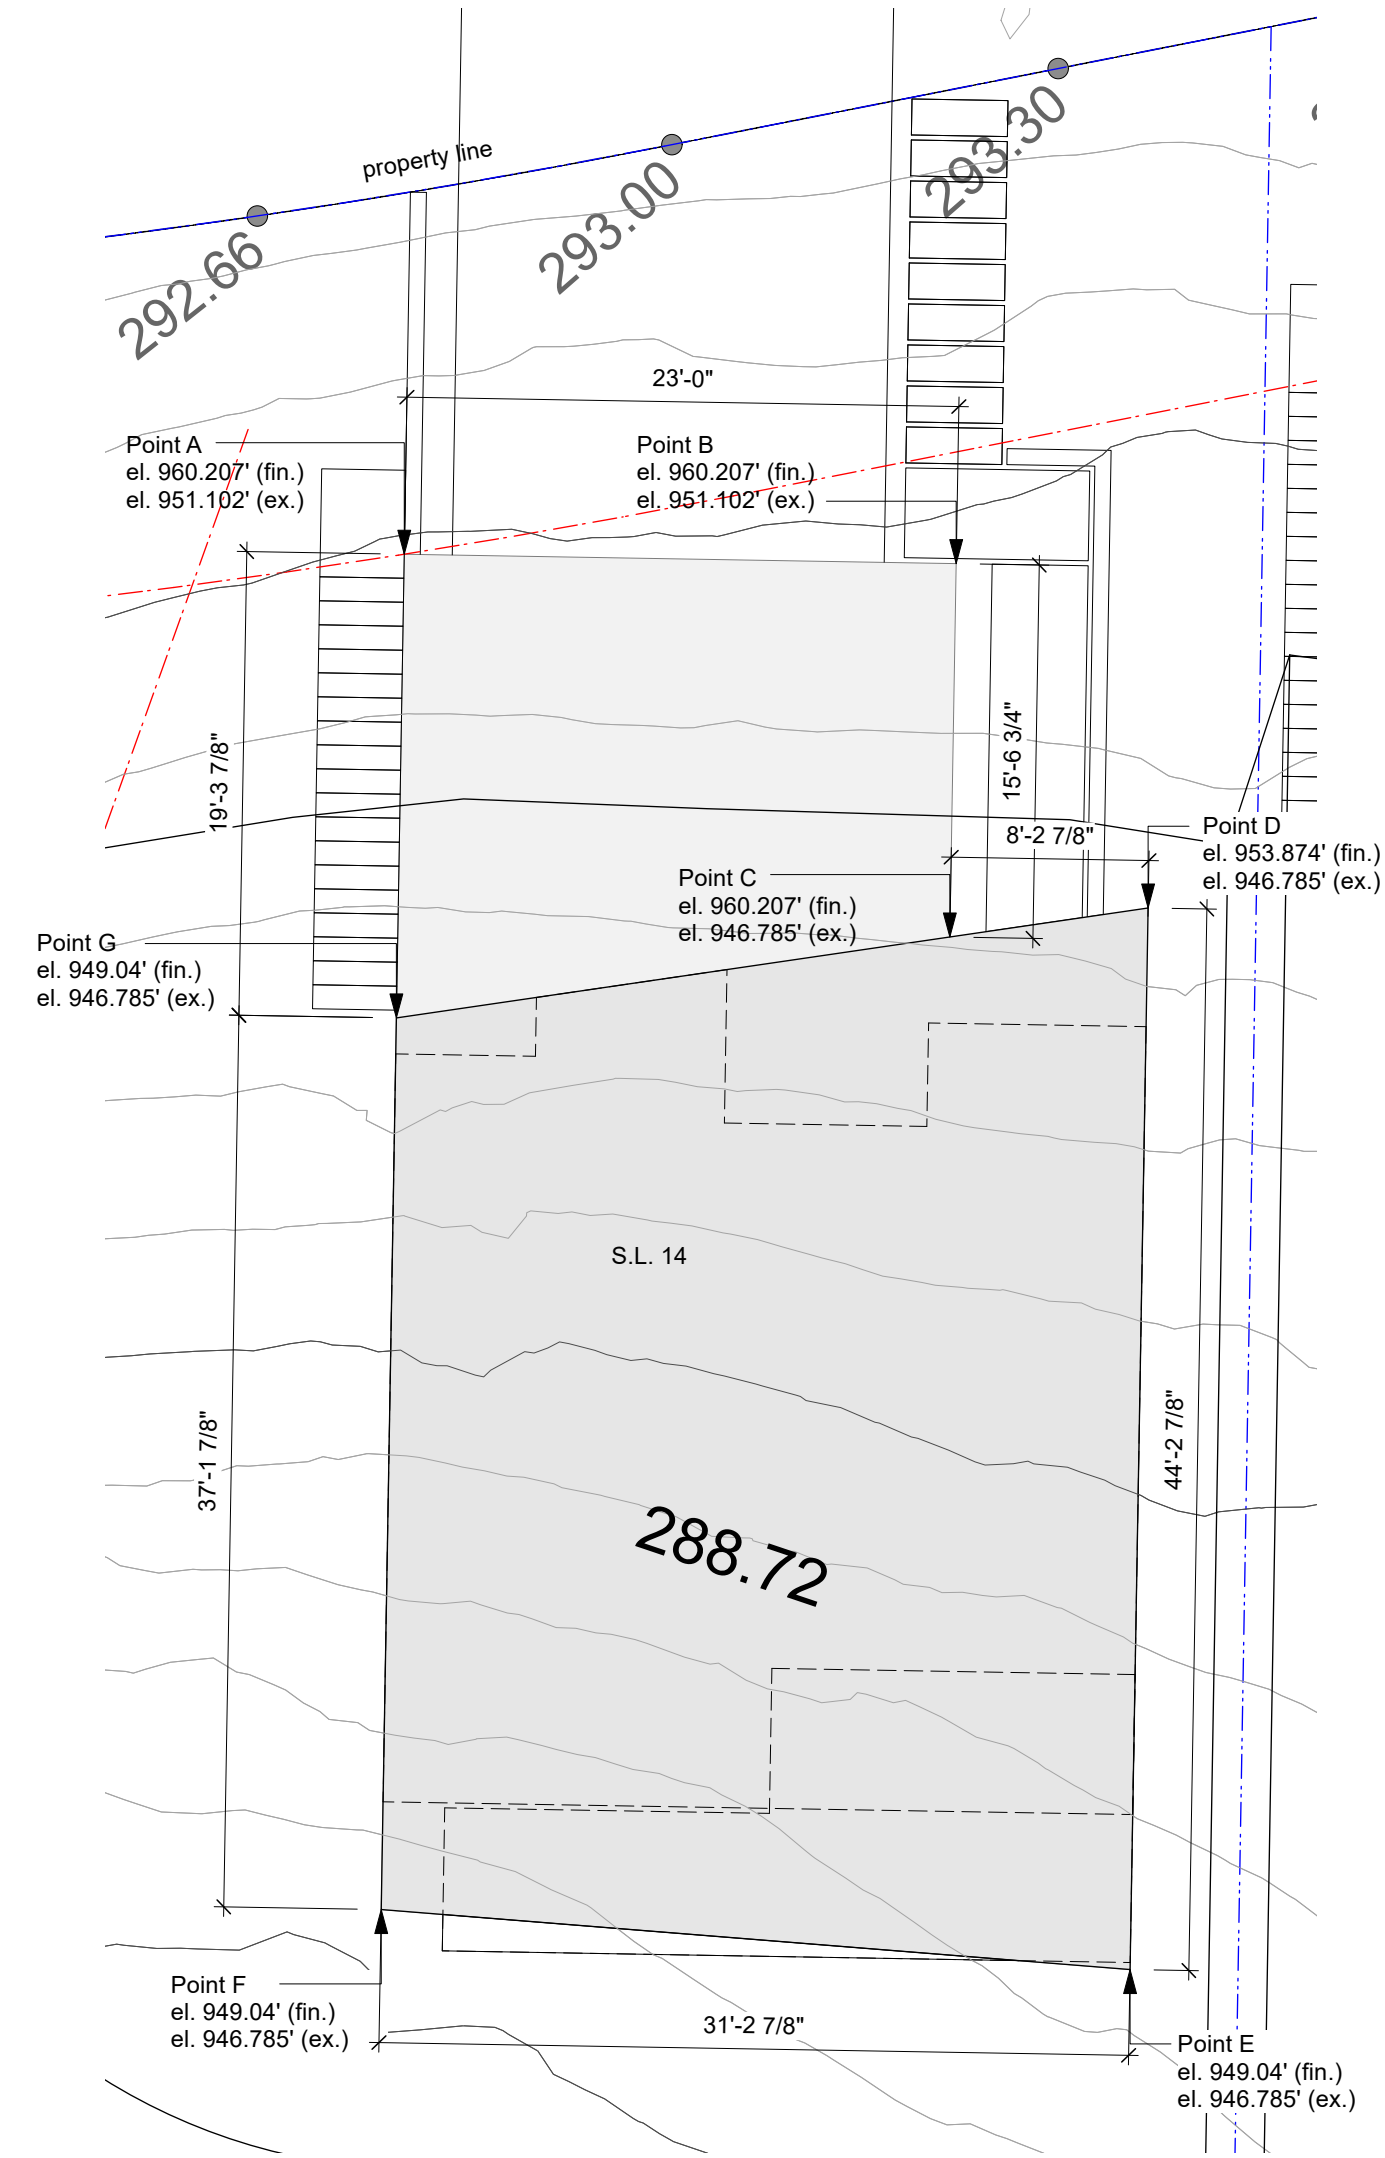 property line
292.66
293.00
293.30
23'-0"
Point A
el. 960.207' (fin.)
el. 951.102' (ex.)
Point B
el. 960.207' (fin.)
el. 951.102' (ex.)
19'-3 7/8"
15'-6 3/4"
8'-2 7/8"
Point D
el. 953.874' (fin.)
el. 946.785' (ex.)
Point C
el. 960.207' (fin.)
el. 946.785' (ex.)
Point G
el. 949.04' (fin.)
el. 946.785' (ex.)
S.L. 14
37'-1 7/8"
44'-2 7/8"
288.72
Point F
el. 949.04' (fin.)
el. 946.785' (ex.)
31'-2 7/8"
Point E
el. 949.04' (fin.)
el. 946.785' (ex.)